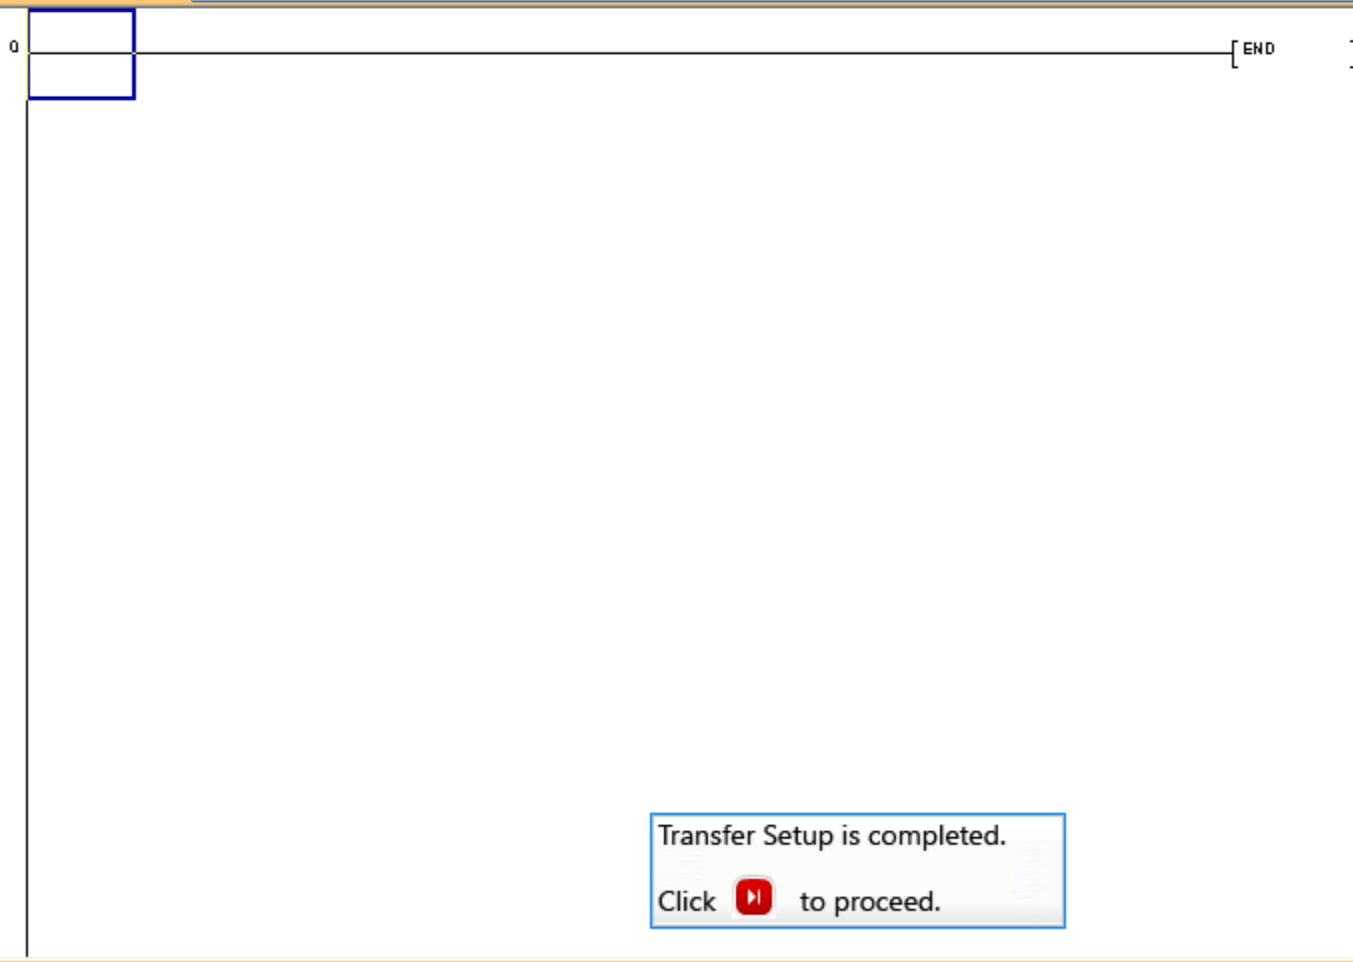 0
[ END ]
Transfer Setup is completed.
Click to proceed.